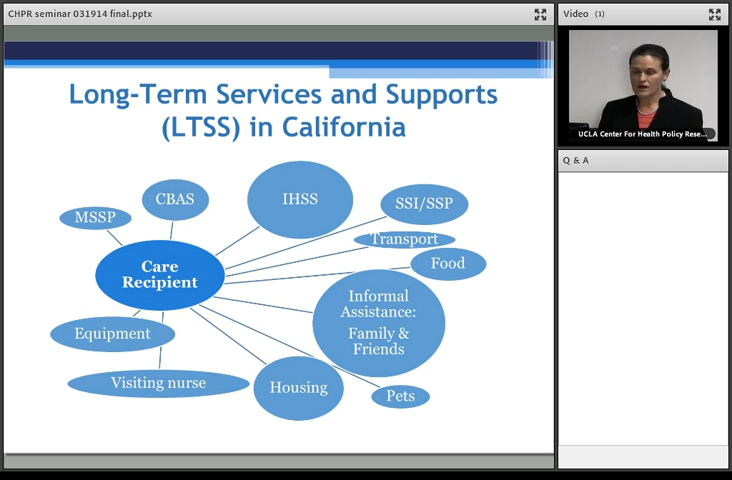 CHPR seminar 031914 final.pptx
Video (1)
Long-Term Services and Supports
(LTSS) in California
MSSP
CBAS
IHSS
SSI/SSP
Transport
Food
Care
Recipient
Informal
Assistance:
Family &
Friends
Equipment
Visiting nurse
Housing
Pets
UCLA Center For Health Policy Rese...
Q & A